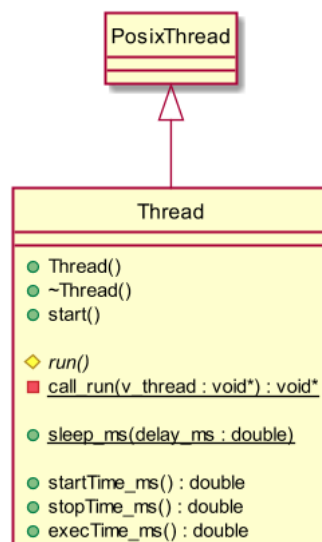 PosixThread
Thread
Thread()
~Thread()
start()
run()
call_run(v_thread : void*) : void*
sleep_ms(delay_ms : double)
startTime_ms() : double
stopTime_ms() : double
execTime_ms() : double